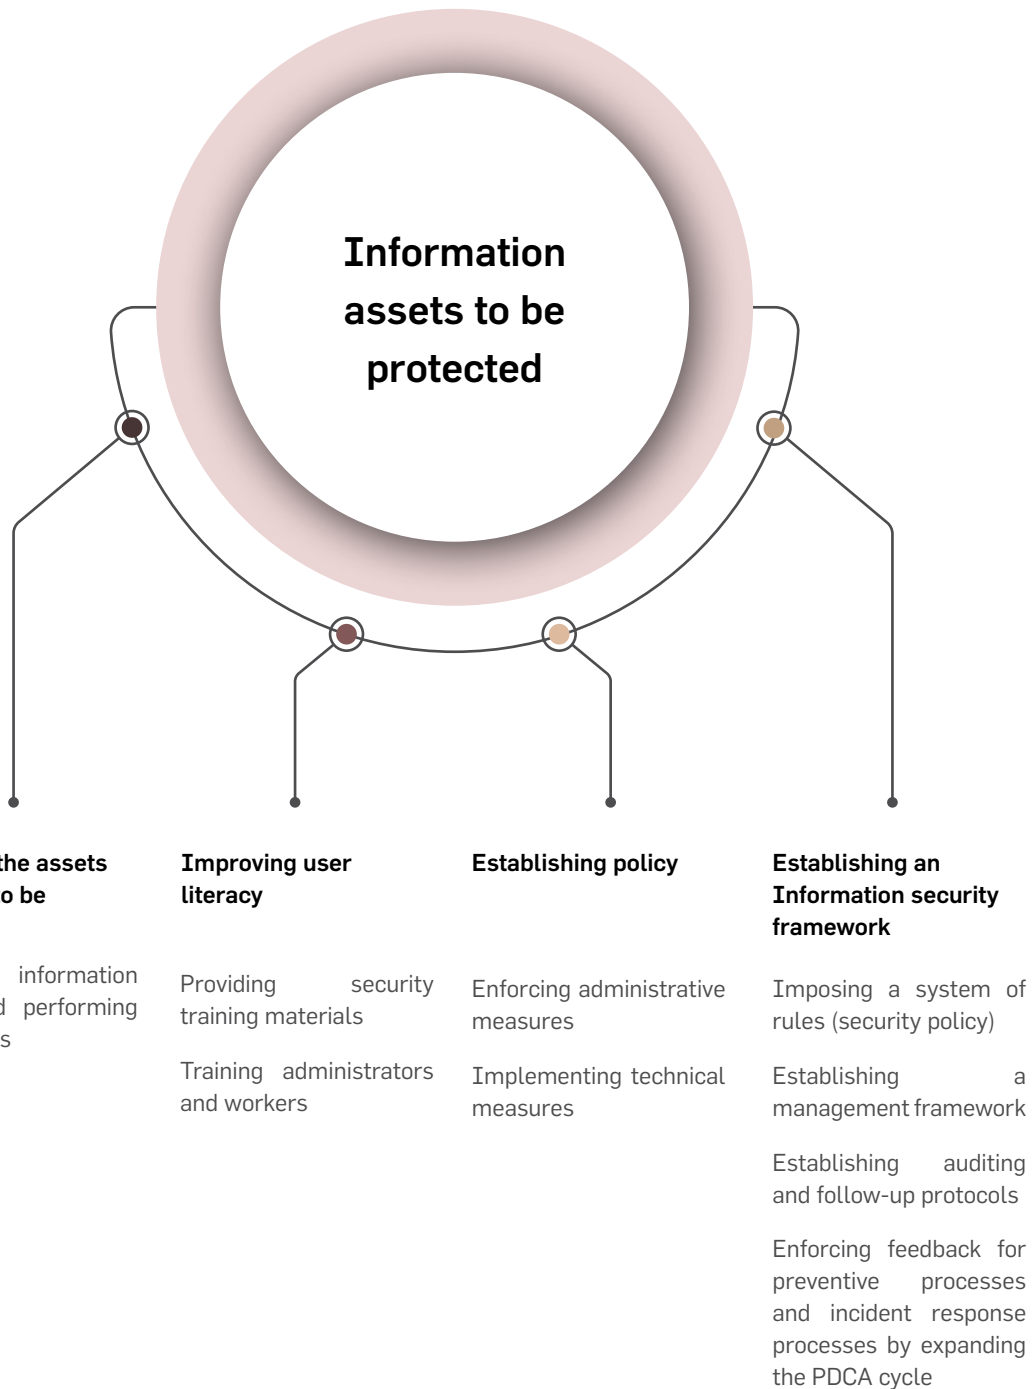 Information
assets to be
protected
the assets
to be
information
performing
Improving user
literacy
Providing security
training materials
Training administrators
and workers
Establishing policy
Enforcing administrative
measures
Implementing technical
measures
Establishing an
Information security
framework
Imposing a system of
rules (security policy)
Establishing a
management framework
Establishing auditing
and follow-up protocols
Enforcing feedback for
preventive processes
and incident response
processes by expanding
the PDCA cycle